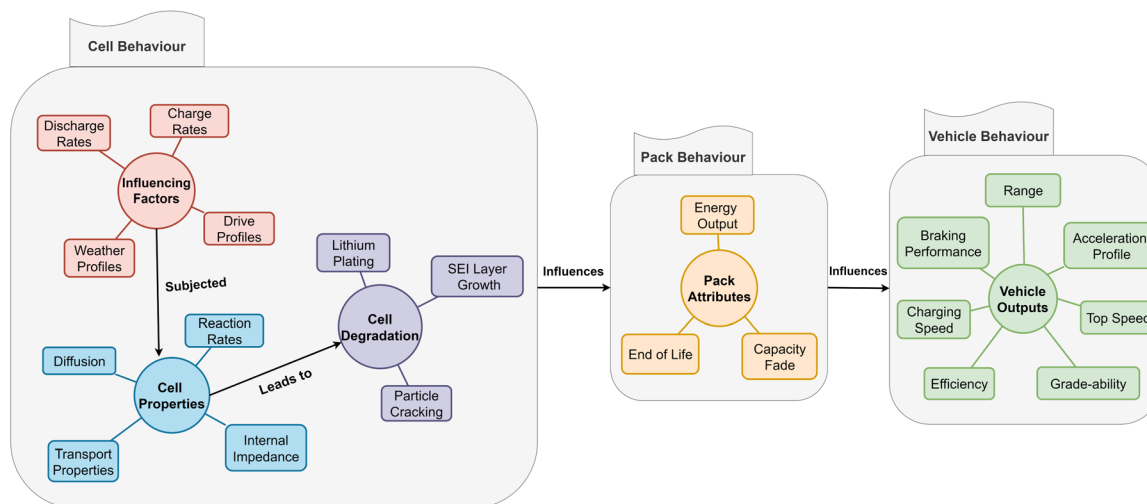 Cell Behaviour
Discharge
Rates
Charge
Rates
Influencing
Factors
Weather
Profiles
Drive
Profiles
Subjected
Diffusion
Reaction
Rates
Cell
Properties
Transport
Properties
Internal
Impedance
Leads to
Lithium
Plating
SEI Layer
Growth
Cell
Degradation
Particle
Cracking
Influences
Pack Behaviour
Energy
Output
Pack
Attributes
End of Life
Capacity
Fade
Influences
Vehicle Behaviour
Range
Braking
Performance
Acceleration
Profile
Vehicle
Outputs
Charging
Speed
Top Speed
Efficiency
Grade-ability